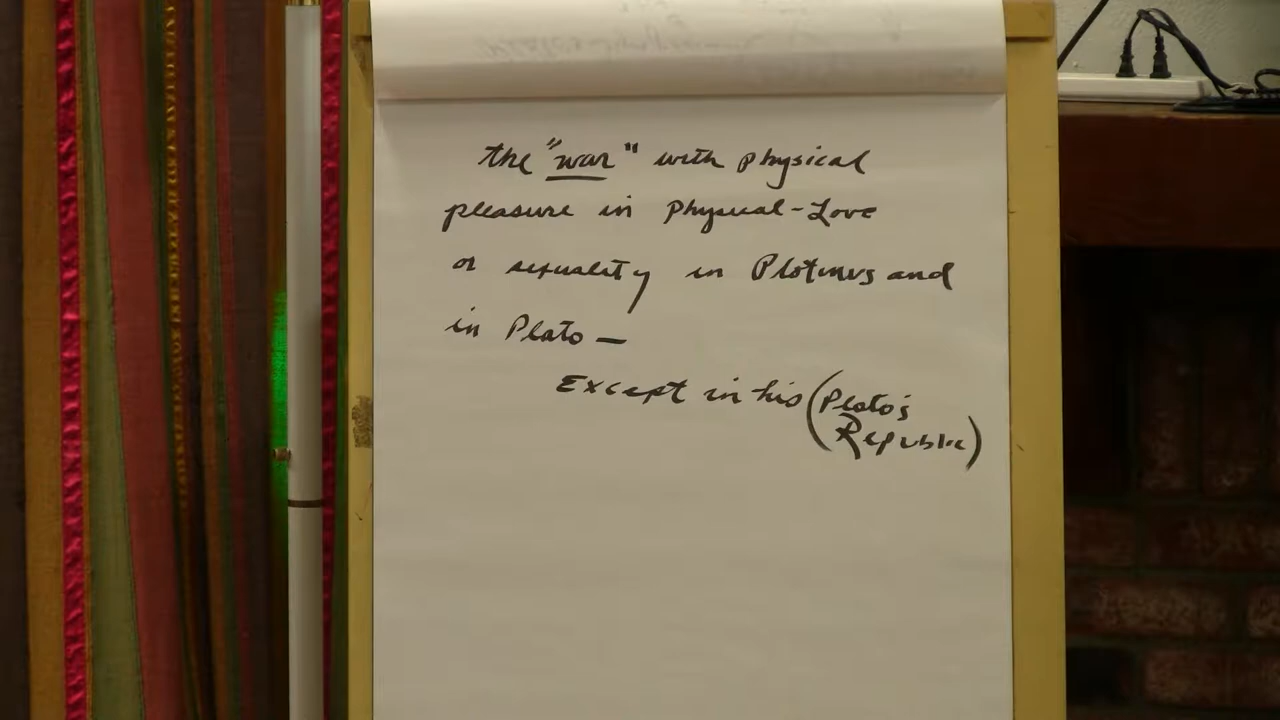 the "war" with physical
pleasure in Physical-Love
or sexuality in Plotinus and
in Plato —
Except in his (Plato's
Republic)